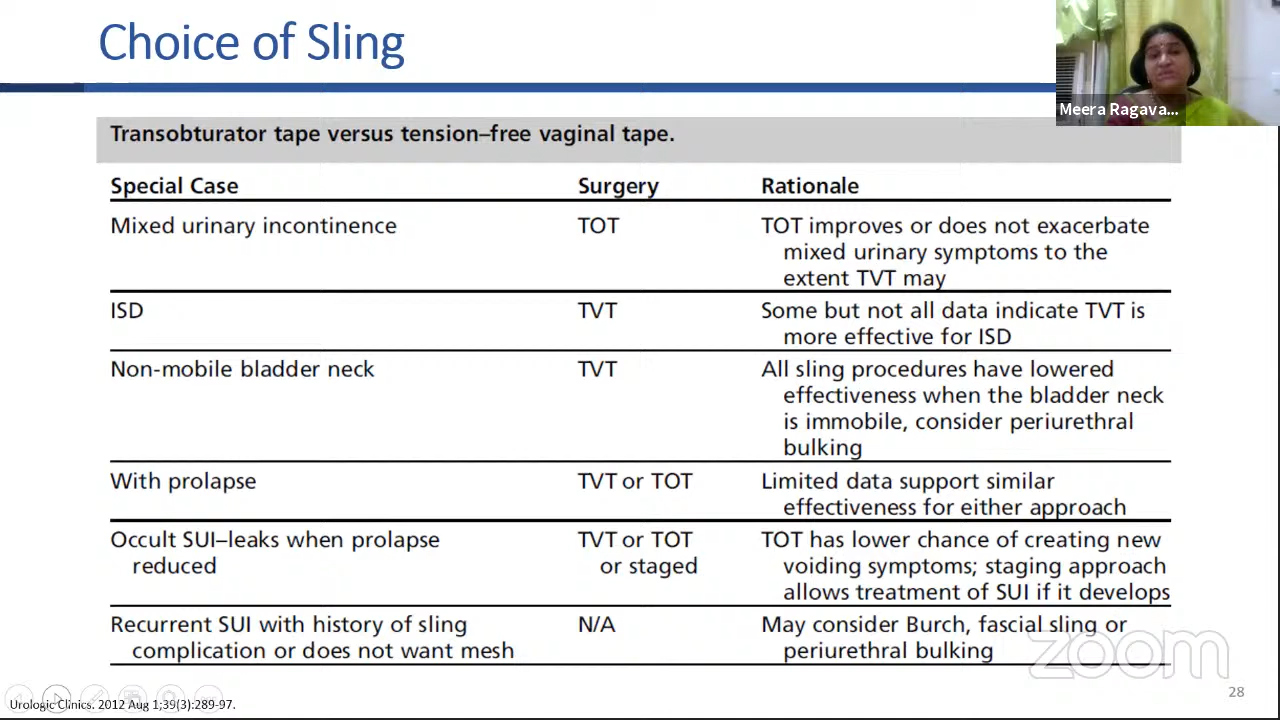 Choice of Sling
Meera Ragava...
Transobturator tape versus tension–free vaginal tape.
Special Case Surgery Rationale
Mixed urinary incontinence TOT TOT improves or does not exacerbate
mixed urinary symptoms to the
extent TVT may
ISD TVT Some but not all data indicate TVT is
more effective for ISD
Non-mobile bladder neck TVT All sling procedures have lowered
effectiveness when the bladder neck
is immobile, consider periurethral
bulking
With prolapse TVT or TOT Limited data support similar
effectiveness for either approach
Occult SUI–leaks when prolapse TVT or TOT TOT has lower chance of creating new
reduced or staged voiding symptoms; staging approach
allows treatment of SUI if it develops
Recurrent SUI with history of sling N/A May consider Burch, fascial sling or
complication or does not want mesh periurethral bulking
zoom
28
Urologic Clinics. 2012 Aug 1;39(3):289-97.